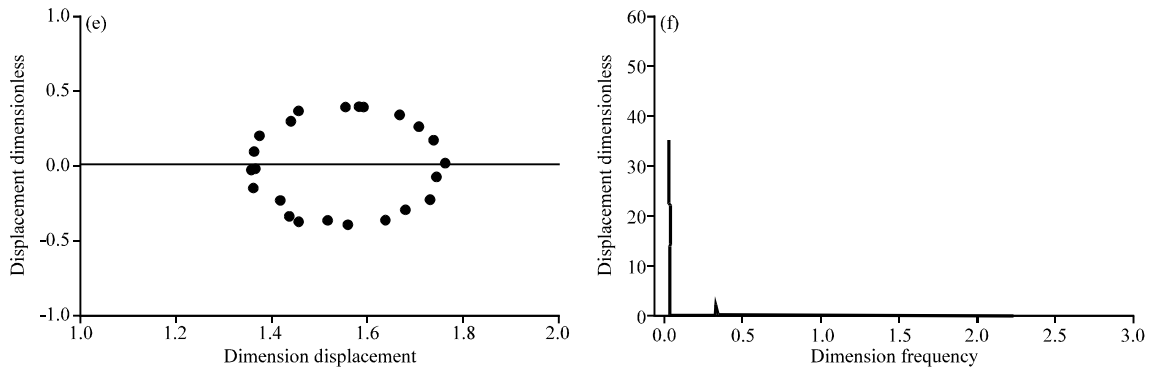 (e)
Displacement dimensionless
1.0
0.5
0.0
-0.5
-1.0
1.0 1.2 1.4 1.6 1.8 2.0
Dimension displacement
(f)
Displacement dimensionless
60
50
40
30
20
10
0
0.0 0.5 1.0 1.5 2.0 2.5 3.0
Dimension frequency